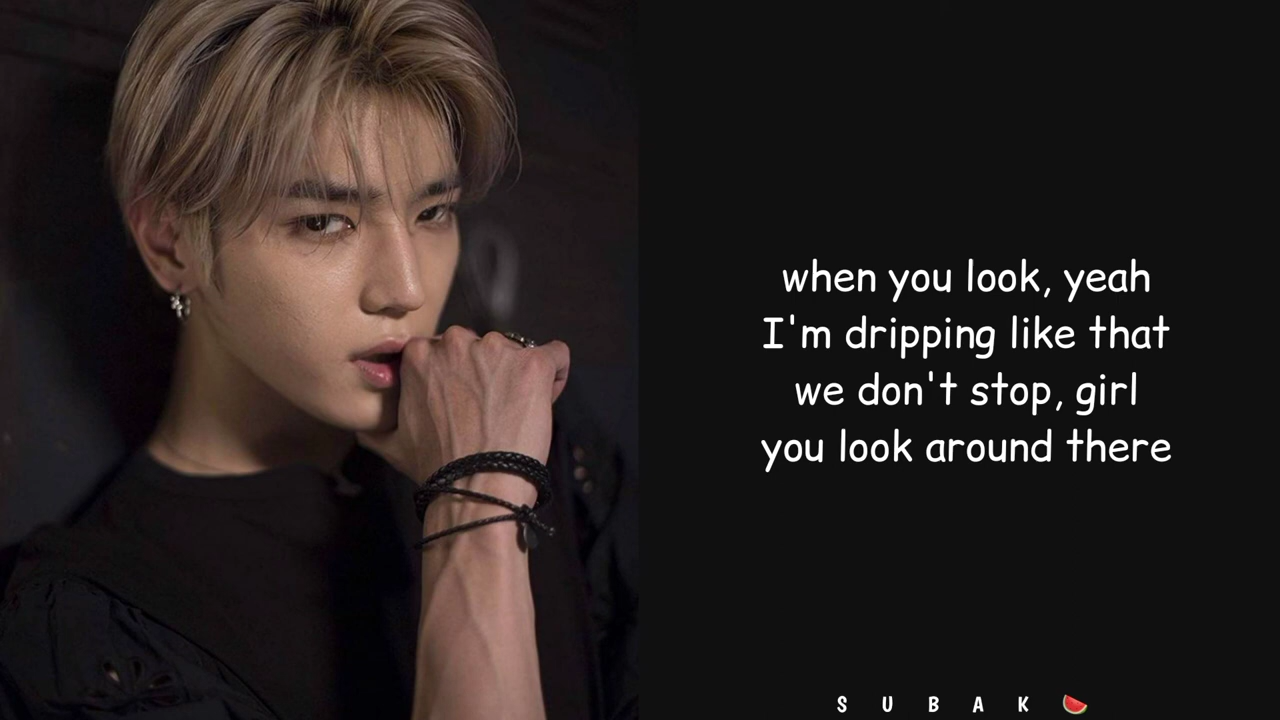 when you look, yeah
I'm dripping like that
we don't stop, girl
you look around there
S U B A K 🍉